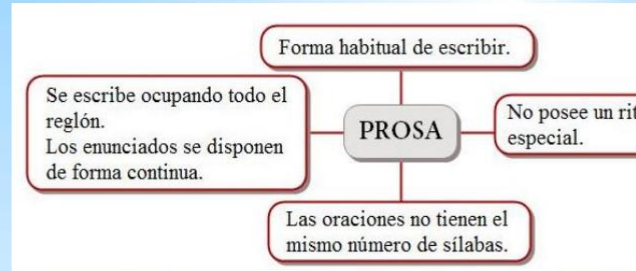 Forma habitual de escribir.
Se escribe ocupando todo el
reglón.
Los enunciados se disponen
de forma continua.
PROSA
No posee un
especial.
Las oraciones no tienen el
mismo número de sílabas.